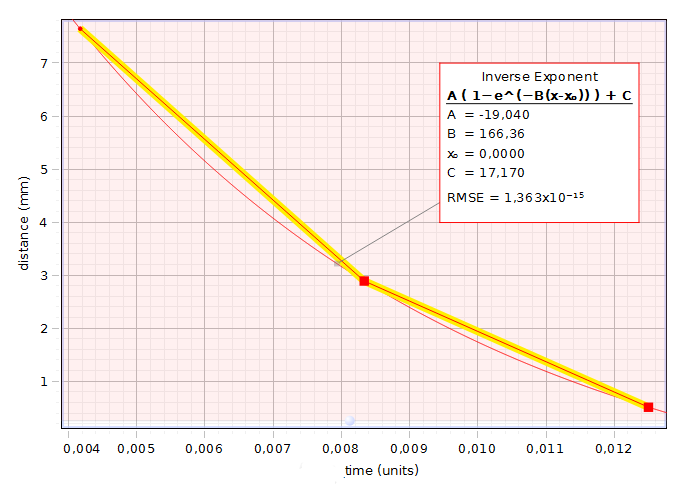 Inverse Exponent
A ( 1−e^(−B(x-x₀)) ) + C
A = -19,040
B = 166,36
x₀ = 0,0000
C = 17,170
RMSE = 1,363x10⁻¹⁵
distance (mm)
7
6
5
4
3
2
1
0,004 0,005 0,006 0,007 0,008 0,009 0,010 0,011 0,012
time (units)